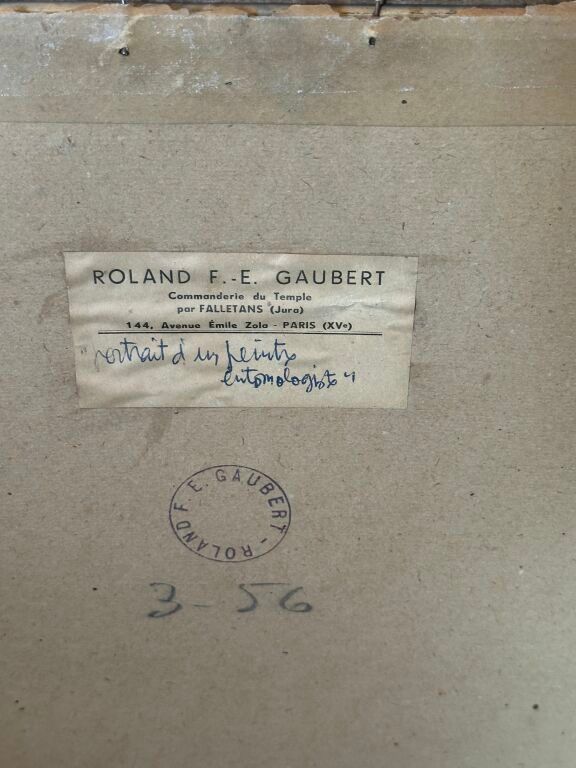 ROLAND F.-E. GAUBERT
Commanderie du Temple
par FALLETANS (Jura)
144, Avenue Émile Zola - PARIS (XVe)
"portrait d'un peintre
entomologiste"
ROLAND F. E. GAUBERT -
3-56